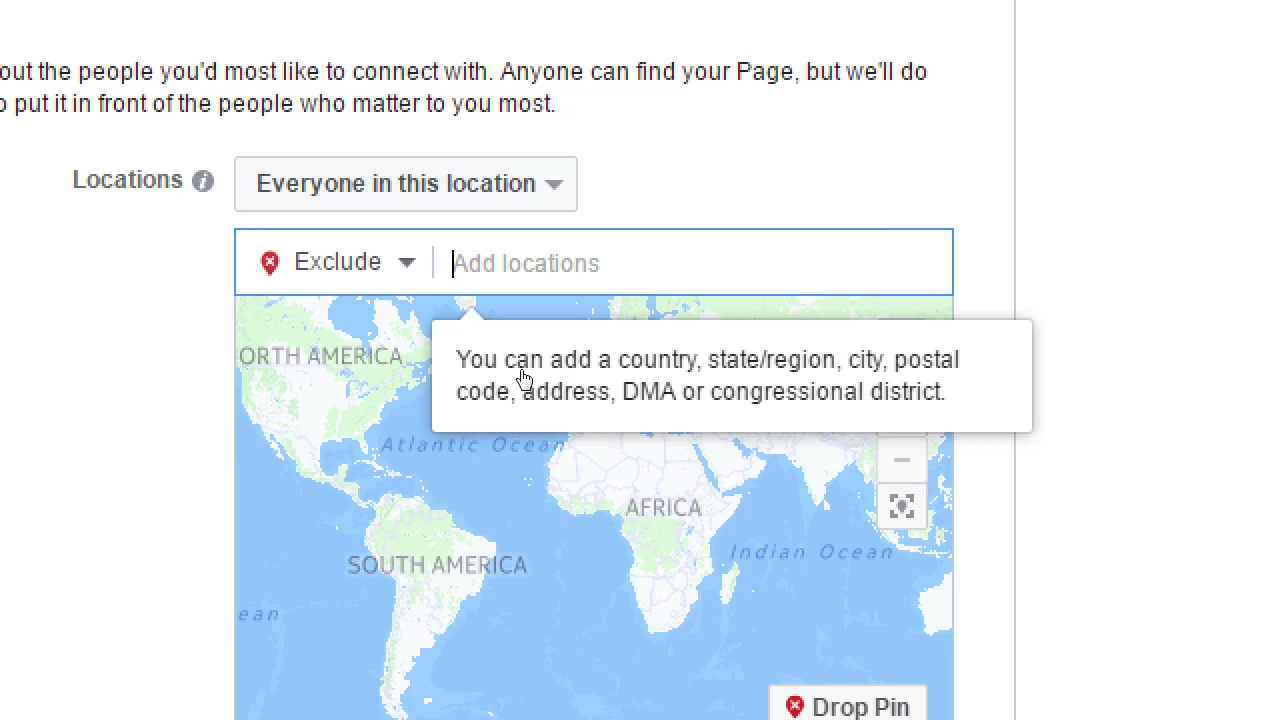 out the people you'd most like to connect with. Anyone can find your Page, but we'll do
put it in front of the people who matter to you most.
Locations
Everyone in this location
Exclude
Add locations
You can add a country, state/region, city, postal
code, address, DMA or congressional district.
ORTH AMERICA
Atlantic Ocean
AFRICA
Indian Ocean
SOUTH AMERICA
ean
Drop Pin